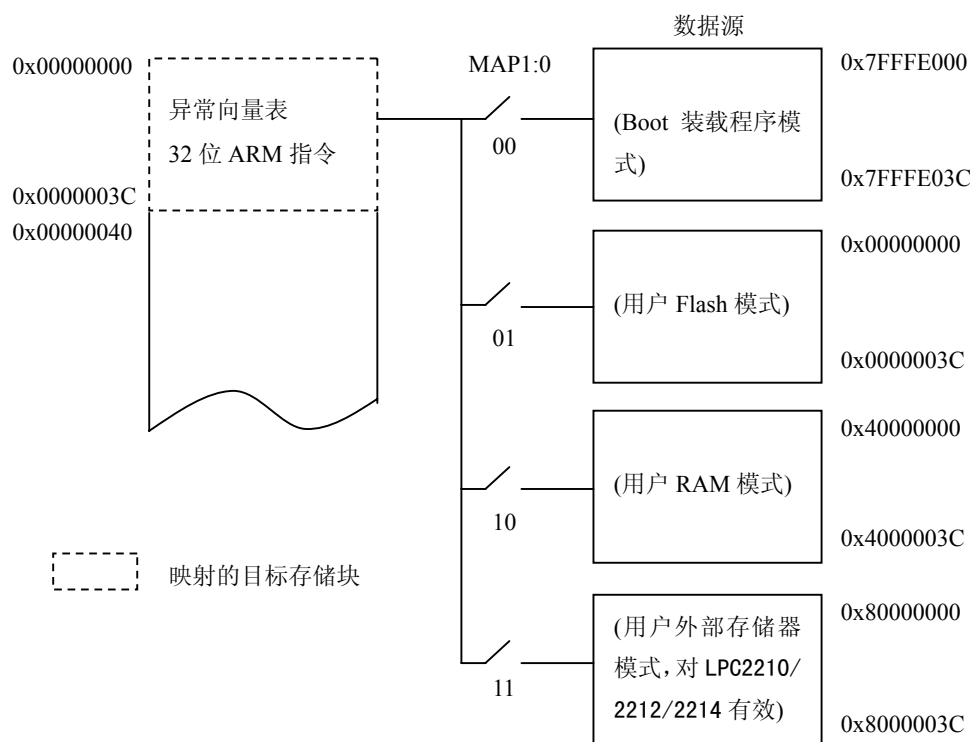 数据源
0x00000000
MAP1:0
0x7FFFE000
异常向量表
32 位 ARM 指令
00
(Boot 装载程序模
式)
0x0000003C
0x7FFFE03C
0x00000040
0x00000000
(用户 Flash 模式)
01
0x0000003C
0x40000000
(用户 RAM 模式)
10
0x4000003C
映射的目标存储块
0x80000000
(用户外部存储器
模式,对 LPC2210/
2212/2214 有效)
11
0x8000003C